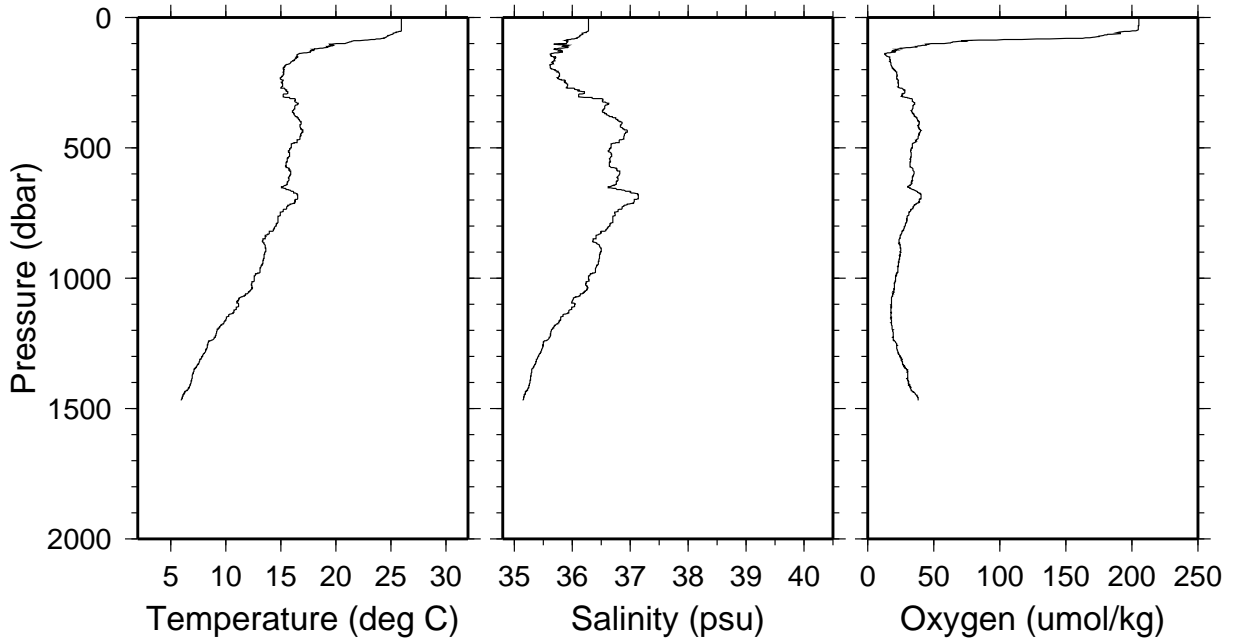 0
500
1000
1500
2000
Pressure (dbar)
5 10 15 20 25 30
Temperature (deg C)
35 36 37 38 39 40
Salinity (psu)
0 50 100 150 200 250
Oxygen (umol/kg)